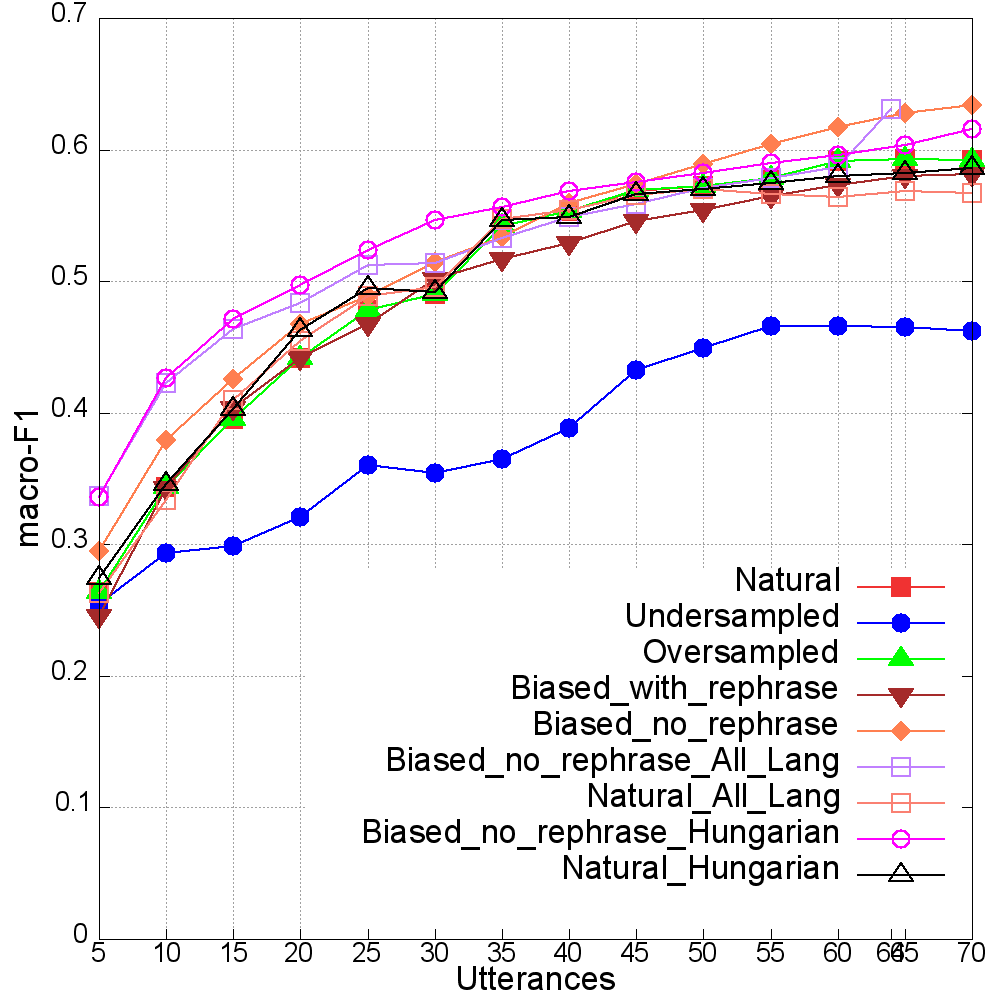 0.7
0.6
0.5
0.4
0.3
0.2
0.1
0
macro-F1
Natural
Undersampled
Oversampled
Biased_with_rephrase
Biased_no_rephrase
Biased_no_rephrase_All_Lang
Natural_All_Lang
Biased_no_rephrase_Hungarian
Natural_Hungarian
5 10 15 20 25 30 35 40 45 50 55 60 64 65 70
Utterances